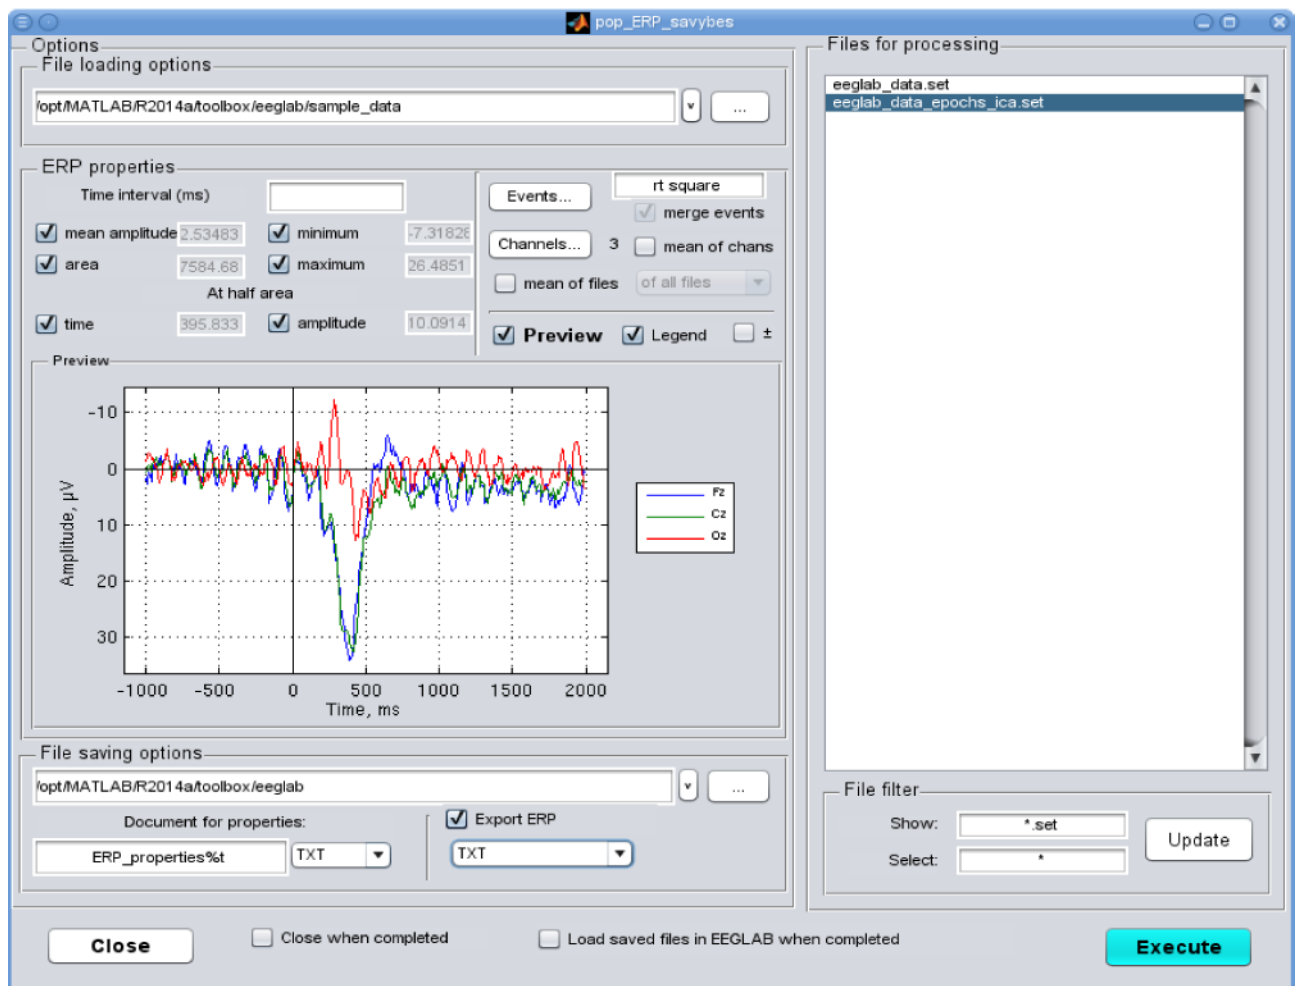 pop_ERP_savybes
Options
File loading options
/opt/MATLAB/R2014a/toolbox/eeglab/sample_data
v
...
ERP properties
Time interval (ms)
mean amplitude 2.53483
minimum -7.31828
area 7584.68
maximum 26.4851
At half area
time 395.833
amplitude 10.0914
Events...
rt square
merge events
Channels... 3
mean of chans
mean of files
of all files
Preview
Legend
±
Preview
-10
0
10
20
30
Amplitude, µV
-1000 -500 0 500 1000 1500 2000
Time, ms
Fz
Cz
Oz
File saving options
/opt/MATLAB/R2014a/toolbox/eeglab
v
...
Document for properties:
ERP_properties%t
TXT
Export ERP
TXT
Files for processing
eeglab_data.set
eeglab_data_epochs_ica.set
File filter
Show: *.set
Select: *
Update
Close
Close when completed
Load saved files in EEGLAB when completed
Execute